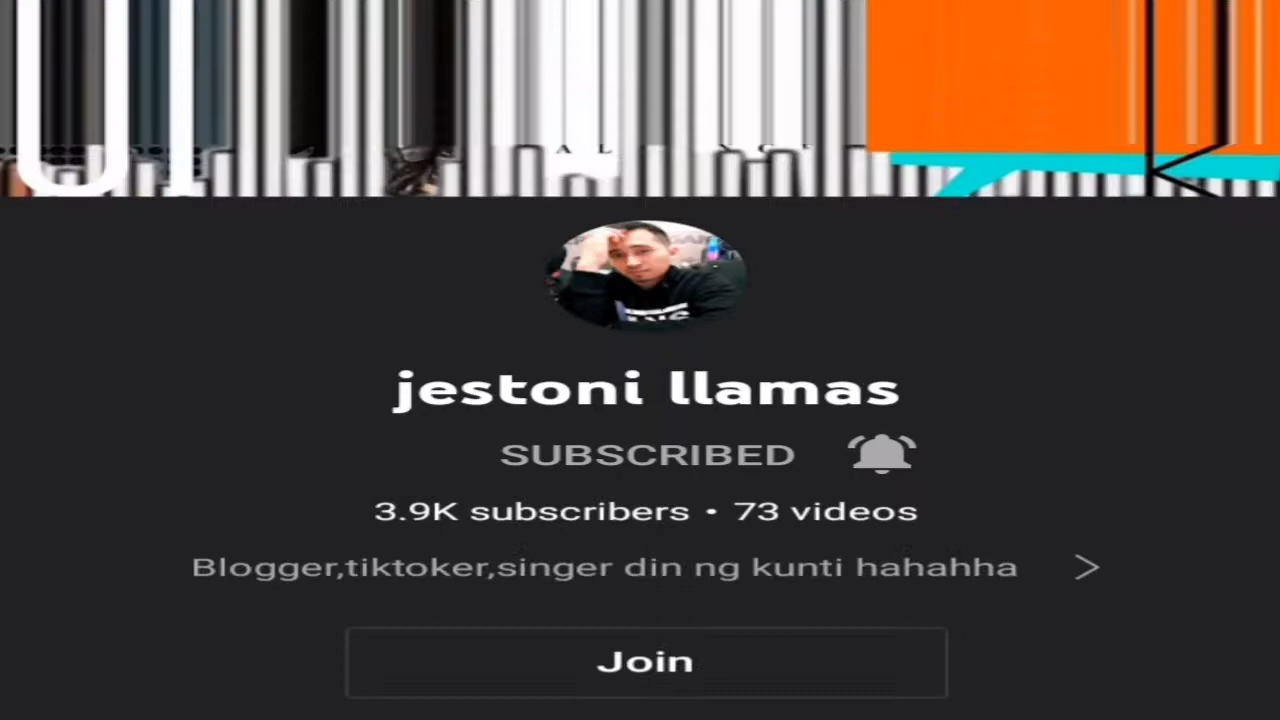 jestoni llamas
SUBSCRIBED
3.9K subscribers • 73 videos
Blogger,tiktoker,singer din ng kunti hahahha
Join